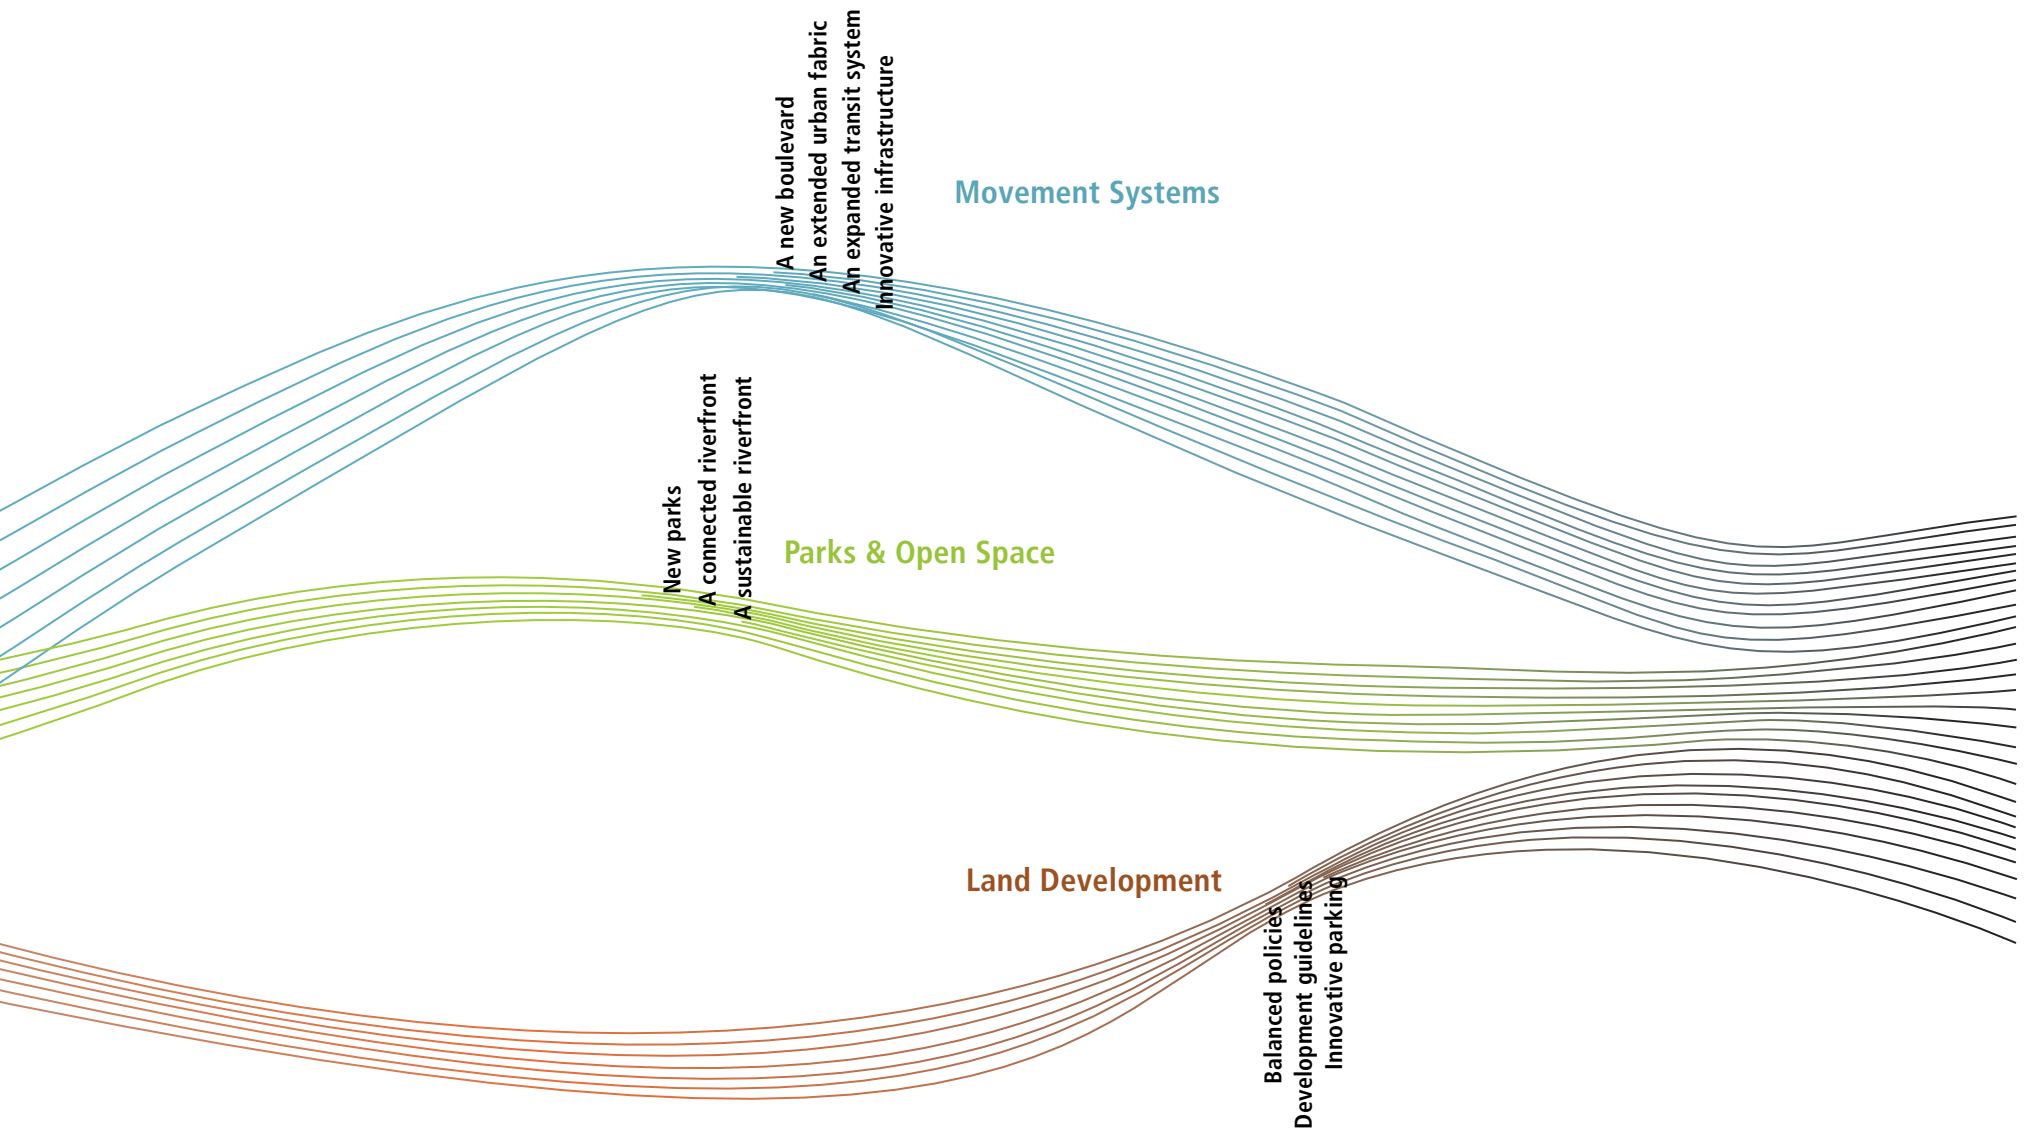 A new boulevard
An extended urban fabric
An expanded transit system
Innovative infrastructure
Movement Systems
New parks
A connected riverfront
A sustainable riverfront
Parks & Open Space
Land Development
Balanced policies
Development guidelines
Innovative parking